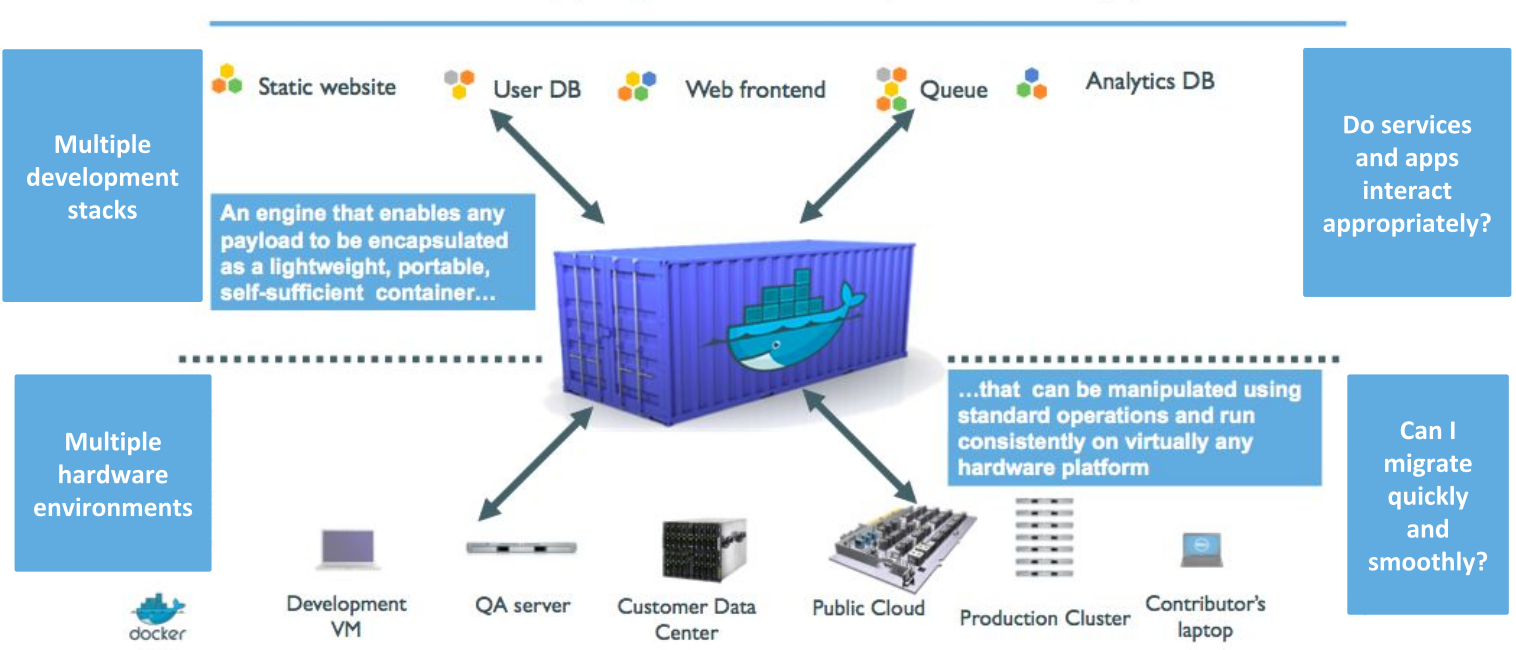 Static website
User DB
Web frontend
Queue
Analytics DB
Multiple
development
stacks
Do services
and apps
interact
appropriately?
An engine that enables any
payload to be encapsulated
as a lightweight, portable,
self-sufficient container...
...that can be manipulated using
standard operations and run
consistently on virtually any
hardware platform
Multiple
hardware
environments
Can I
migrate
quickly
and
smoothly?
Development
VM
QA server
Customer Data
Center
Public Cloud
Production Cluster
Contributor's
laptop
docker